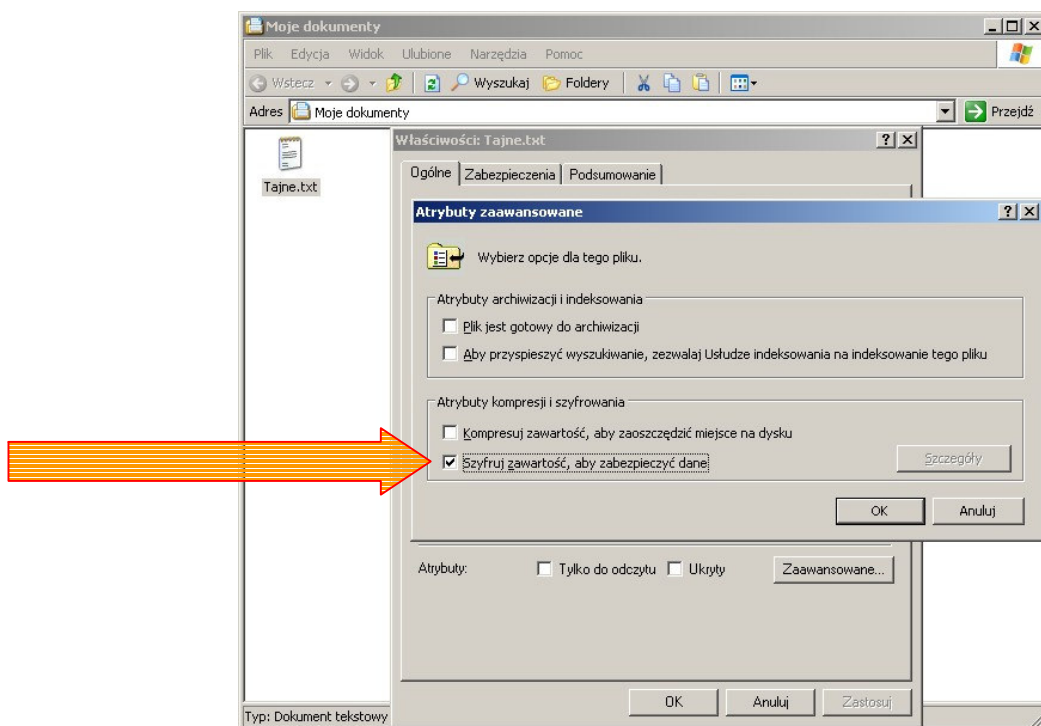 Moje dokumenty
Plik Edycja Widok Ulubione Narzędzia Pomoc
Wstecz Wyszukaj Foldery
Adres Moje dokumenty Przejdź
Tajne.txt
Właściwości: Tajne.txt
Ogólne Zabezpieczenia Podsumowanie
Atrybuty zaawansowane
Wybierz opcje dla tego pliku.
Atrybuty archiwizacji i indeksowania
Plik jest gotowy do archiwizacji
Aby przyspieszyć wyszukiwanie, zezwalaj Usłudze indeksowania na indeksowanie tego pliku
Atrybuty kompresji i szyfrowania
Kompresuj zawartość, aby zaoszczędzić miejsce na dysku
Szyfruj zawartość, aby zabezpieczyć dane
Szczegóły
OK Anuluj
Atrybuty: Tylko do odczytu Ukryty Zaawansowane...
OK Anuluj Zastosuj
Typ: Dokument tekstowy